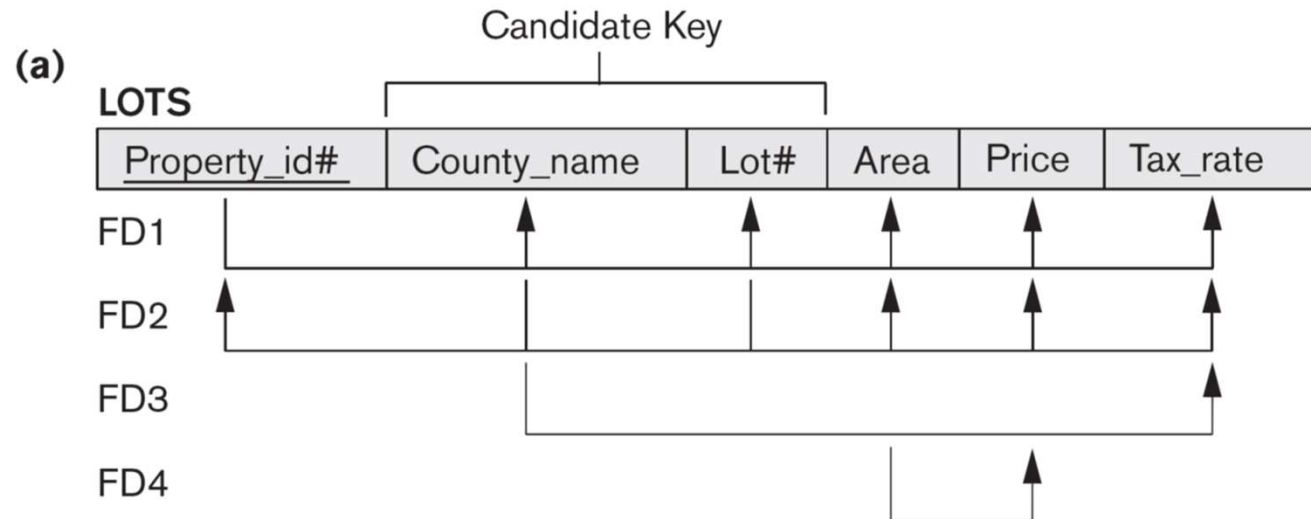 Candidate Key
(a)
LOTS
Property_id# County_name Lot# Area Price Tax_rate
FD1
FD2
FD3
FD4